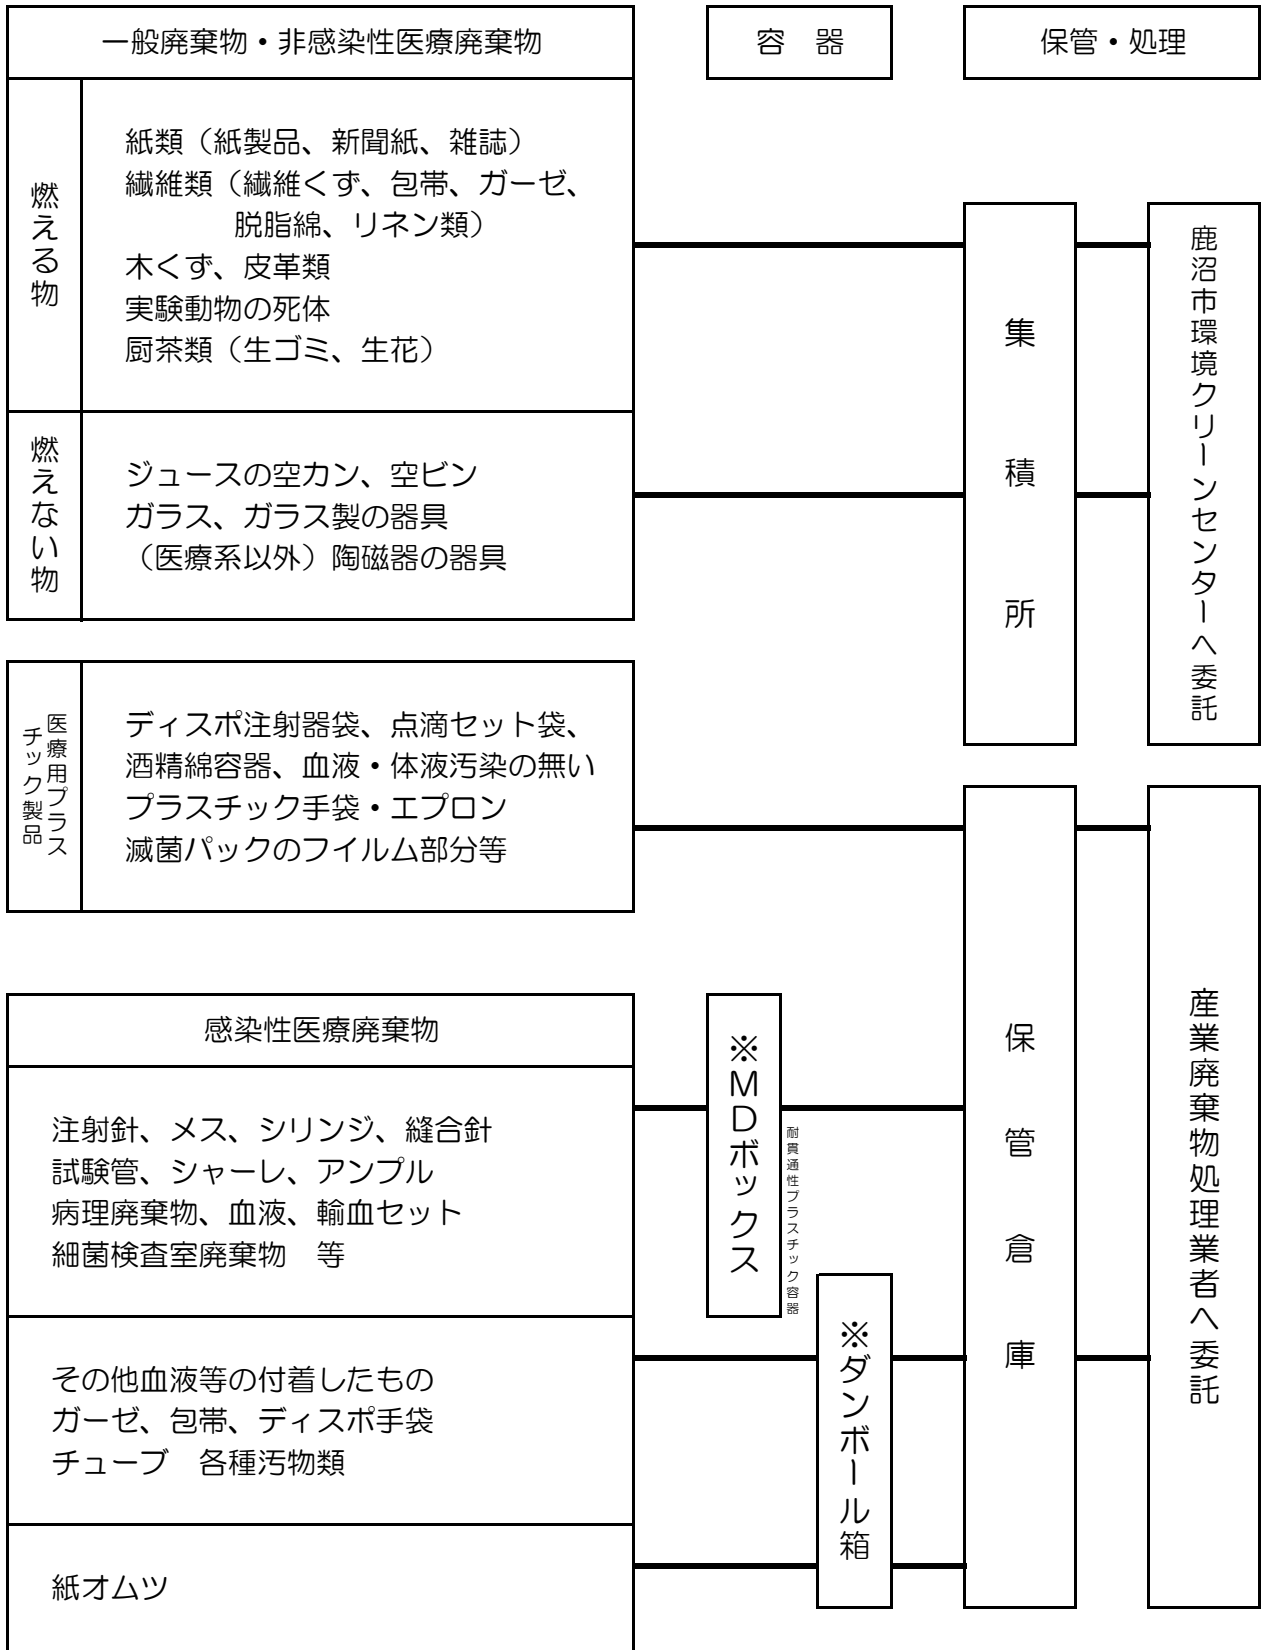 一般廃棄物・非感染性医療廃棄物
容　器
保管・処理
燃える物
紙類（紙製品、新聞紙、雑誌）
繊維類（繊維くず、包帯、ガーゼ、
脱脂綿、リネン類）
木くず、皮革類
実験動物の死体
厨茶類（生ゴミ、生花）
燃えない物
ジュースの空カン、空ビン
ガラス、ガラス製の器具
（医療系以外）陶磁器の器具
集積所
鹿沼市環境クリーンセンターへ委託
医療用プラス
チック製品
ディスポ注射器袋、点滴セット袋、
酒精綿容器、血液・体液汚染の無い
プラスチック手袋・エプロン
滅菌パックのフイルム部分等
感染性医療廃棄物
注射針、メス、シリンジ、縫合針
試験管、シャーレ、アンプル
病理廃棄物、血液、輸血セット
細菌検査室廃棄物　等
※MDボックス
耐貫通性プラスチック容器
その他血液等の付着したもの
ガーゼ、包帯、ディスポ手袋
チューブ　各種汚物類
紙オムツ
※ダンボール箱
保管倉庫
産業廃棄物処理業者へ委託